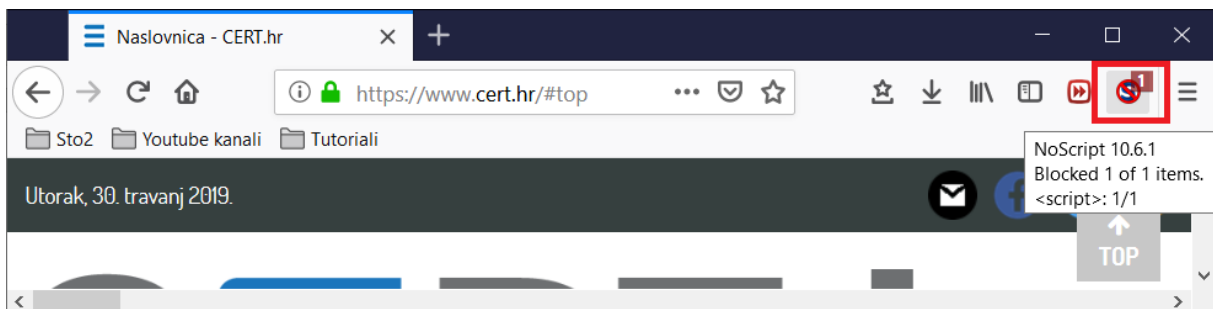 Naslovnica - CERT.hr
https://www.cert.hr/#top
1
Sto2 Youtube kanali Tutoriali
NoScript 10.6.1
Blocked 1 of 1 items.
<script>: 1/1
Utorak, 30. travanj 2019.
TOP